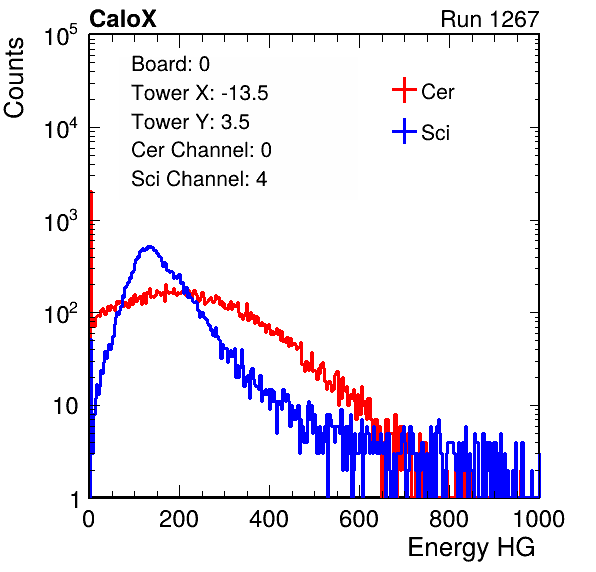 CaloX Run 1267
Counts
Board: 0
Tower X: -13.5
Tower Y: 3.5
Cer Channel: 0
Sci Channel: 4
Cer
Sci
10^5
10^4
10^3
10^2
10
1
0 200 400 600 800 1000
Energy HG